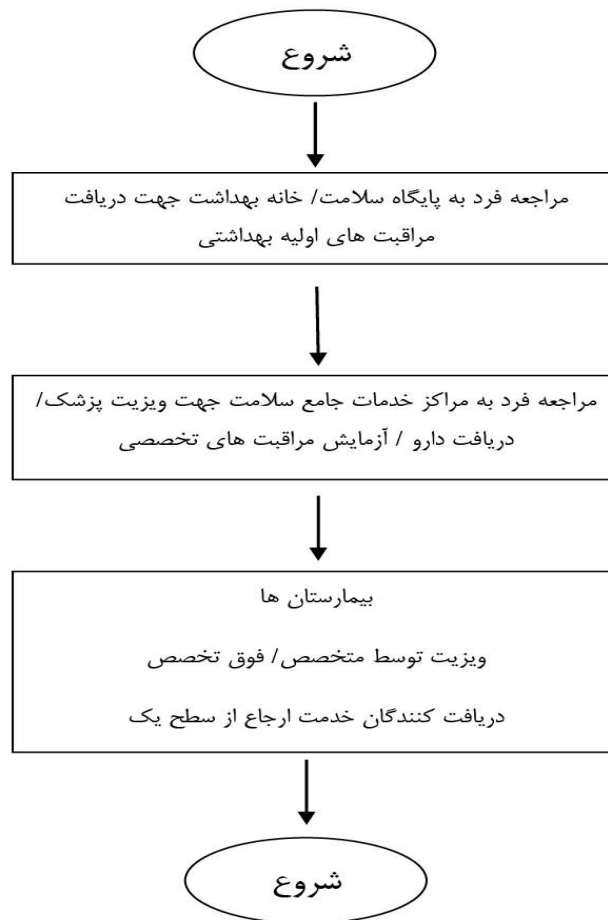 شروع
مراجعه فرد به پایگاه سلامت/ خانه بهداشت جهت دریافت
مراقبت های اولیه بهداشتی
مراجعه فرد به مراکز خدمات جامع سلامت جهت ویزیت پزشک/
دریافت دارو / آزمایش مراقبت های تخصصی
بیمارستان ها
ویزیت توسط متخصص/ فوق تخصص
دریافت کنندگان خدمت ارجاع از سطح یک
شروع